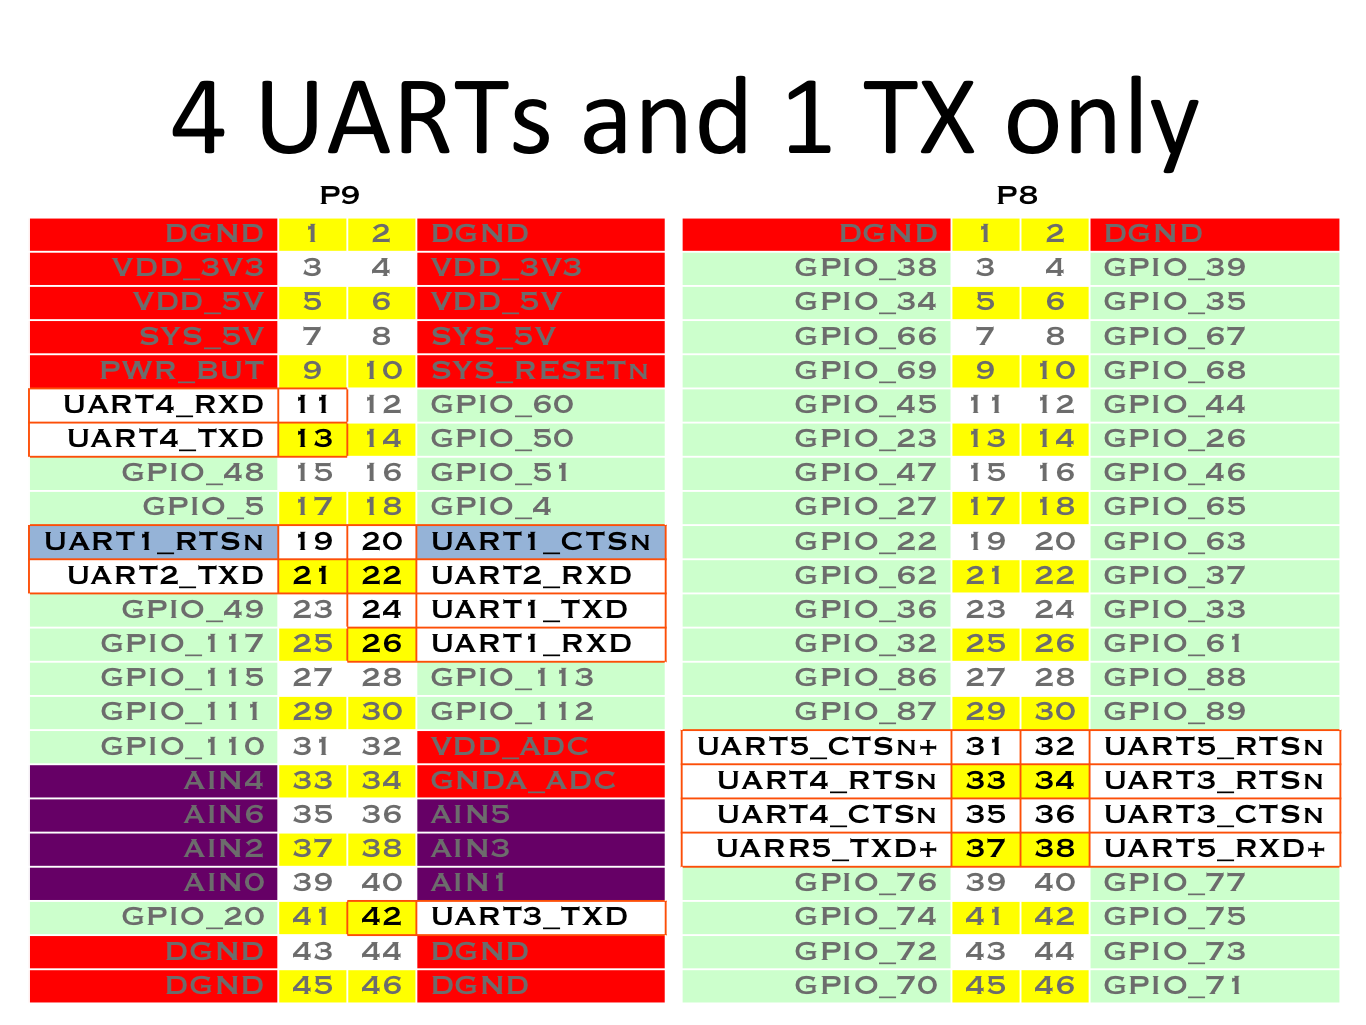 4 UARTs and 1 TX only
P9 P8
DGND 1 2 DGND DGND 1 2 DGND
VDD_3V3 3 4 VDD_3V3 GPIO_38 3 4 GPIO_39
VDD_5V 5 6 VDD_5V GPIO_34 5 6 GPIO_35
SYS_5V 7 8 SYS_5V GPIO_66 7 8 GPIO_67
PWR_BUT 9 10 SYS_RESETN GPIO_69 9 10 GPIO_68
UART4_RXD 11 12 GPIO_60 GPIO_45 11 12 GPIO_44
UART4_TXD 13 14 GPIO_50 GPIO_23 13 14 GPIO_26
GPIO_48 15 16 GPIO_51 GPIO_47 15 16 GPIO_46
GPIO_5 17 18 GPIO_4 GPIO_27 17 18 GPIO_65
UART1_RTSN 19 20 UART1_CTSN GPIO_22 19 20 GPIO_63
UART2_TXD 21 22 UART2_RXD GPIO_62 21 22 GPIO_37
GPIO_49 23 24 UART1_TXD GPIO_36 23 24 GPIO_33
GPIO_117 25 26 UART1_RXD GPIO_32 25 26 GPIO_61
GPIO_115 27 28 GPIO_113 GPIO_86 27 28 GPIO_88
GPIO_111 29 30 GPIO_112 GPIO_87 29 30 GPIO_89
GPIO_110 31 32 VDD_ADC UART5_CTSN+ 31 32 UART5_RTSN
AIN4 33 34 GNDA_ADC UART4_RTSN 33 34 UART3_RTSN
AIN6 35 36 AIN5 UART4_CTSN 35 36 UART3_CTSN
AIN2 37 38 AIN3 UARR5_TXD+ 37 38 UART5_RXD+
AIN0 39 40 AIN1 GPIO_76 39 40 GPIO_77
GPIO_20 41 42 UART3_TXD GPIO_74 41 42 GPIO_75
DGND 43 44 DGND GPIO_72 43 44 GPIO_73
DGND 45 46 DGND GPIO_70 45 46 GPIO_71